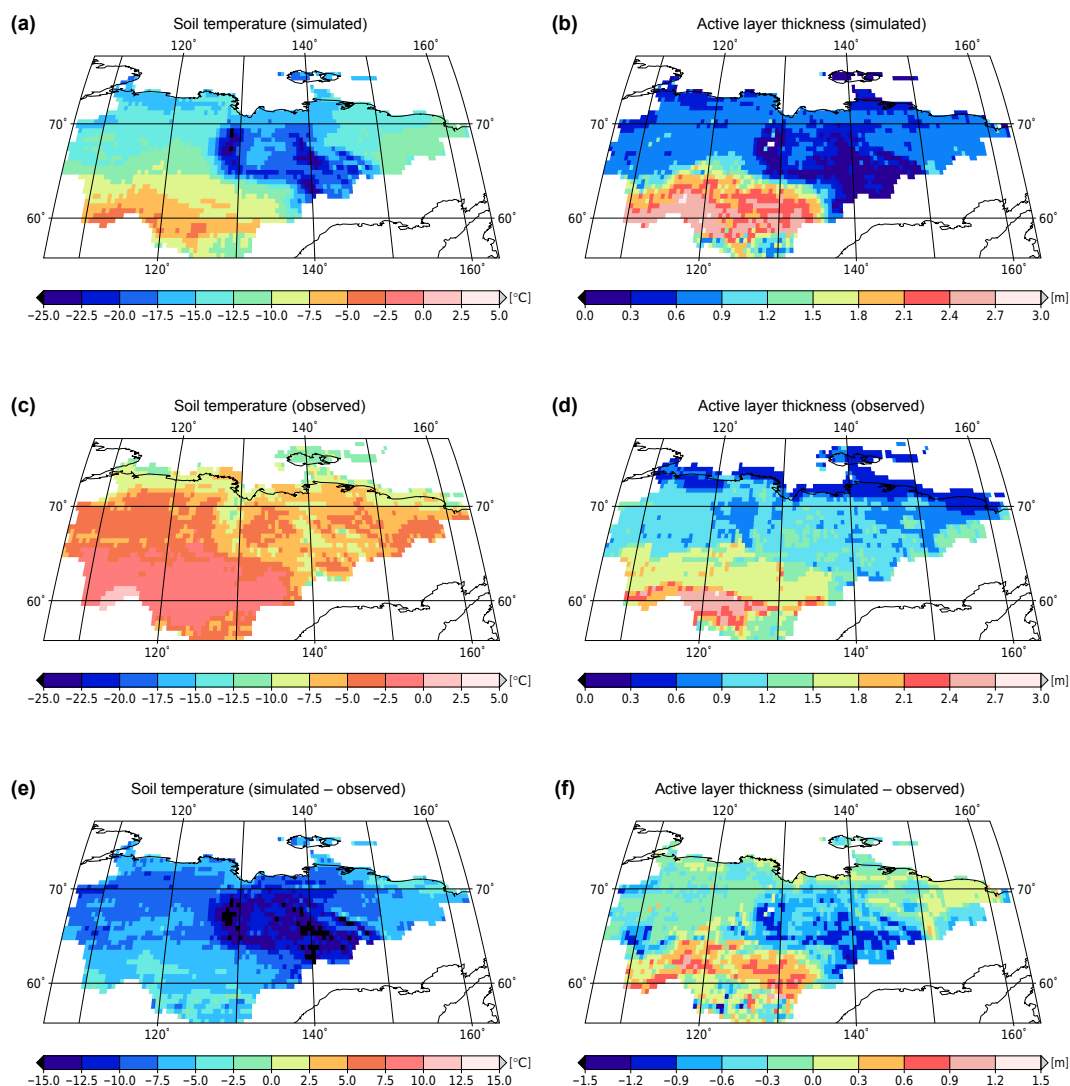 (a) Soil temperature (simulated)
120˚ 140˚ 160˚
70˚
60˚
120˚ 140˚ 160˚
−25.0 −22.5 −20.0 −17.5 −15.0 −12.5 −10.0 −7.5 −5.0 −2.5 0.0 2.5 5.0 [°C]
(b) Active layer thickness (simulated)
120˚ 140˚ 160˚
70˚ 70˚
60˚ 60˚
120˚ 140˚ 160˚
0.0 0.3 0.6 0.9 1.2 1.5 1.8 2.1 2.4 2.7 3.0 [m]
(c) Soil temperature (observed)
120˚ 140˚ 160˚
70˚
60˚
120˚ 140˚ 160˚
−25.0 −22.5 −20.0 −17.5 −15.0 −12.5 −10.0 −7.5 −5.0 −2.5 0.0 2.5 5.0 [°C]
(d) Active layer thickness (observed)
120˚ 140˚ 160˚
70˚ 70˚
60˚ 60˚
120˚ 140˚ 160˚
0.0 0.3 0.6 0.9 1.2 1.5 1.8 2.1 2.4 2.7 3.0 [m]
(e) Soil temperature (simulated – observed)
120˚ 140˚ 160˚
70˚
60˚
120˚ 140˚ 160˚
−15.0 −12.5 −10.0 −7.5 −5.0 −2.5 0.0 2.5 5.0 7.5 10.0 12.5 15.0 [°C]
(f) Active layer thickness (simulated – observed)
120˚ 140˚ 160˚
70˚ 70˚
60˚ 60˚
120˚ 140˚ 160˚
−1.5 −1.2 −0.9 −0.6 −0.3 0.0 0.3 0.6 0.9 1.2 1.5 [m]